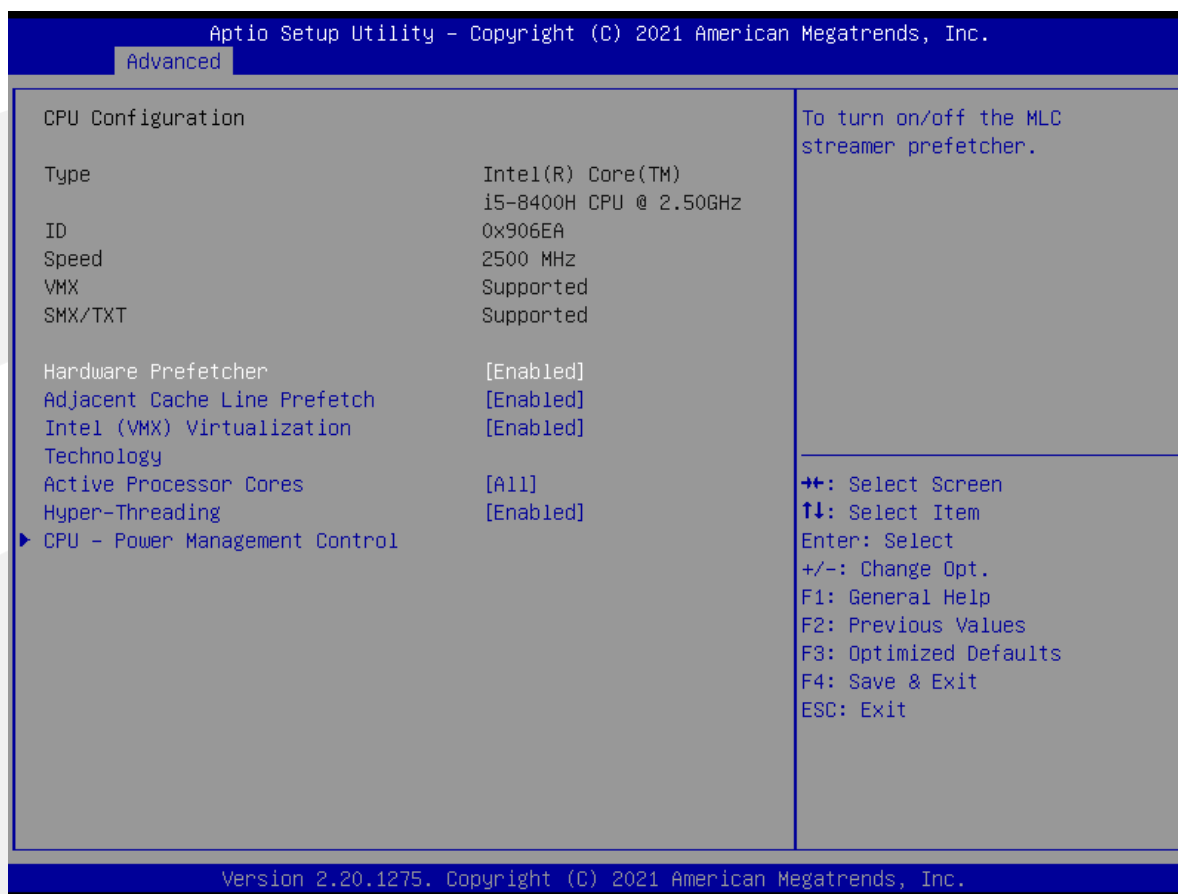 Aptio Setup Utility – Copyright (C) 2021 American Megatrends, Inc.
Advanced
CPU Configuration
Type Intel(R) Core(TM)
i5-8400H CPU @ 2.50GHz
ID 0x906EA
Speed 2500 MHz
VMX Supported
SMX/TXT Supported
Hardware Prefetcher [Enabled]
Adjacent Cache Line Prefetch [Enabled]
Intel (VMX) Virtualization [Enabled]
Technology
Active Processor Cores [All]
Hyper-Threading [Enabled]
▶ CPU – Power Management Control
To turn on/off the MLC
streamer prefetcher.
→←: Select Screen
↑↓: Select Item
Enter: Select
+/-: Change Opt.
F1: General Help
F2: Previous Values
F3: Optimized Defaults
F4: Save & Exit
ESC: Exit
Version 2.20.1275. Copyright (C) 2021 American Megatrends, Inc.